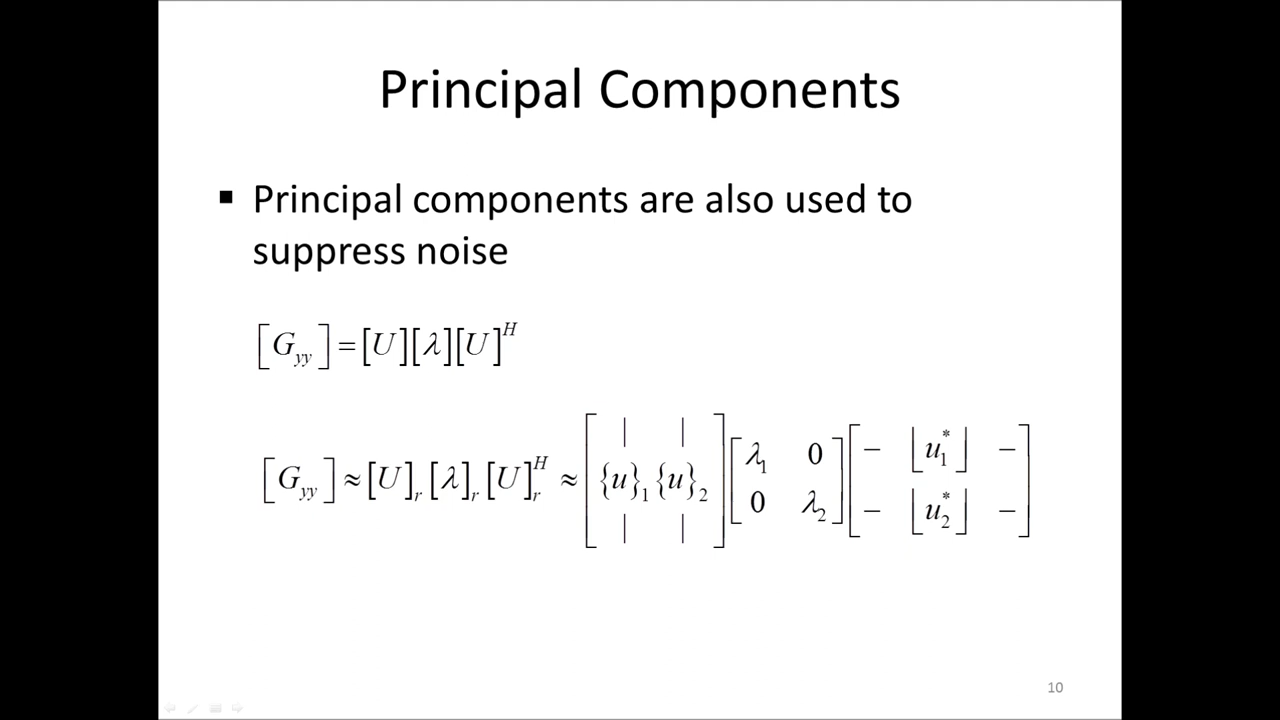 Principal Components
▪ Principal components are also used to
suppress noise
[G_yy] = [U][λ][U]^H
[G_yy] ≈ [U]_r [λ]_r [U]_r^H ≈ [| | ; {u}_1 {u}_2 ; | |] [λ_1 0 ; 0 λ_2] [– ⌊u_1^*⌋ – ; – ⌊u_2^*⌋ –]
10